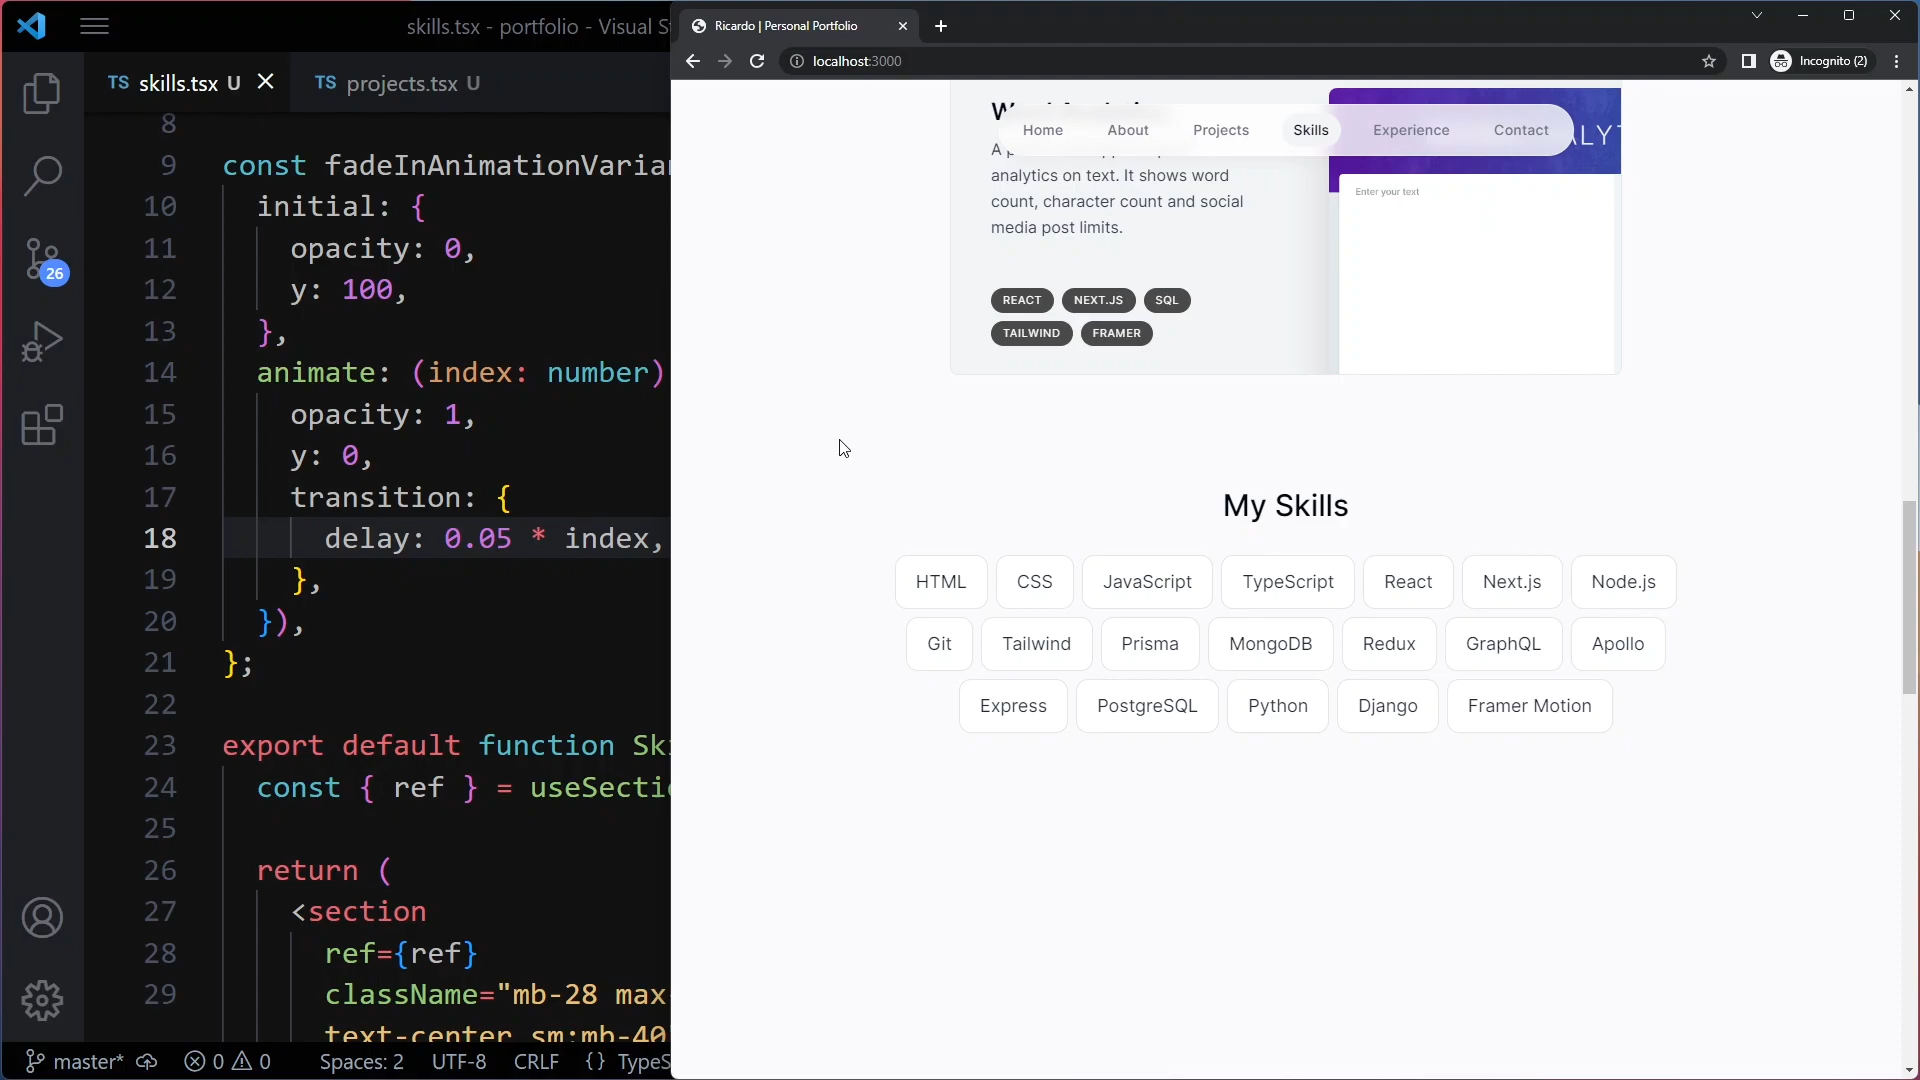 skills.tsx - portfolio - Visual S
TS skills.tsx U
TS projects.tsx U
8
9 const fadeInAnimationVaria
10 initial: {
11 opacity: 0,
12 y: 100,
13 },
14 animate: (index: number)
15 opacity: 1,
16 y: 0,
17 transition: {
18 delay: 0.05 * index,
19 },
20 }),
21 };
22
23 export default function Sk
24 const { ref } = useSecti
25
26 return (
27 <section
28 ref={ref}
29 className="mb-28 max
text-center sm:mb-40
26
master* 0 0 Spaces: 2 UTF-8 CRLF {} TypeS
Ricardo | Personal Portfolio
localhost:3000
Incognito (2)
Home About Projects Skills Experience Contact
ALYT
A p
analytics on text. It shows word
count, character count and social
media post limits.
REACT NEXT.JS SQL
TAILWIND FRAMER
Enter your text
My Skills
HTML CSS JavaScript TypeScript React Next.js Node.js
Git Tailwind Prisma MongoDB Redux GraphQL Apollo
Express PostgreSQL Python Django Framer Motion